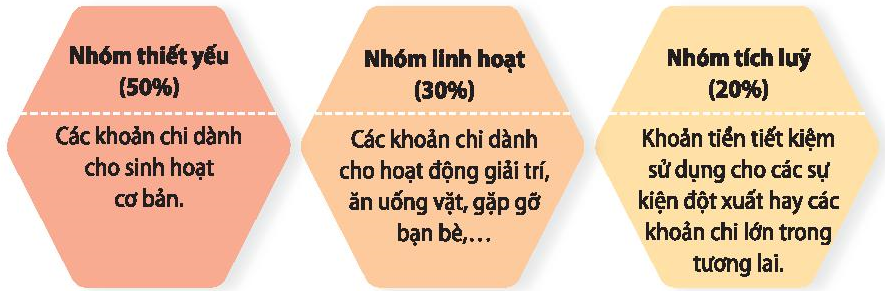 Nhóm thiết yếu
(50%)
Các khoản chi dành
cho sinh hoạt
cơ bản.
Nhóm linh hoạt
(30%)
Các khoản chi dành
cho hoạt động giải trí,
ăn uống vặt, gặp gỡ
bạn bè,...
Nhóm tích luỹ
(20%)
Khoản tiền tiết kiệm
sử dụng cho các sự
kiện đột xuất hay các
khoản chi lớn trong
tương lai.